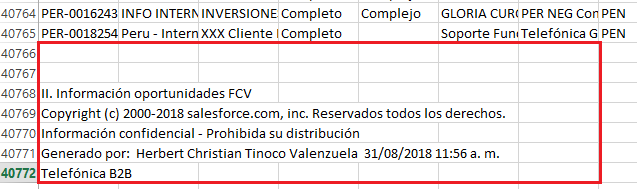 40764 PER-0016243 INFO INTERN INVERSIONES Completo Complejo GLORIA CURO PER NEG Con PEN
40765 PER-0018254 Peru - Intern XXX Cliente Completo Soporte Fund Telefónica G PEN
40766
40767
40768 II. Información oportunidades FCV
40769 Copyright (c) 2000-2018 salesforce.com, inc. Reservados todos los derechos.
40770 Información confidencial - Prohibida su distribución
40771 Generado por: Herbert Christian Tinoco Valenzuela 31/08/2018 11:56 a. m.
40772 Telefónica B2B